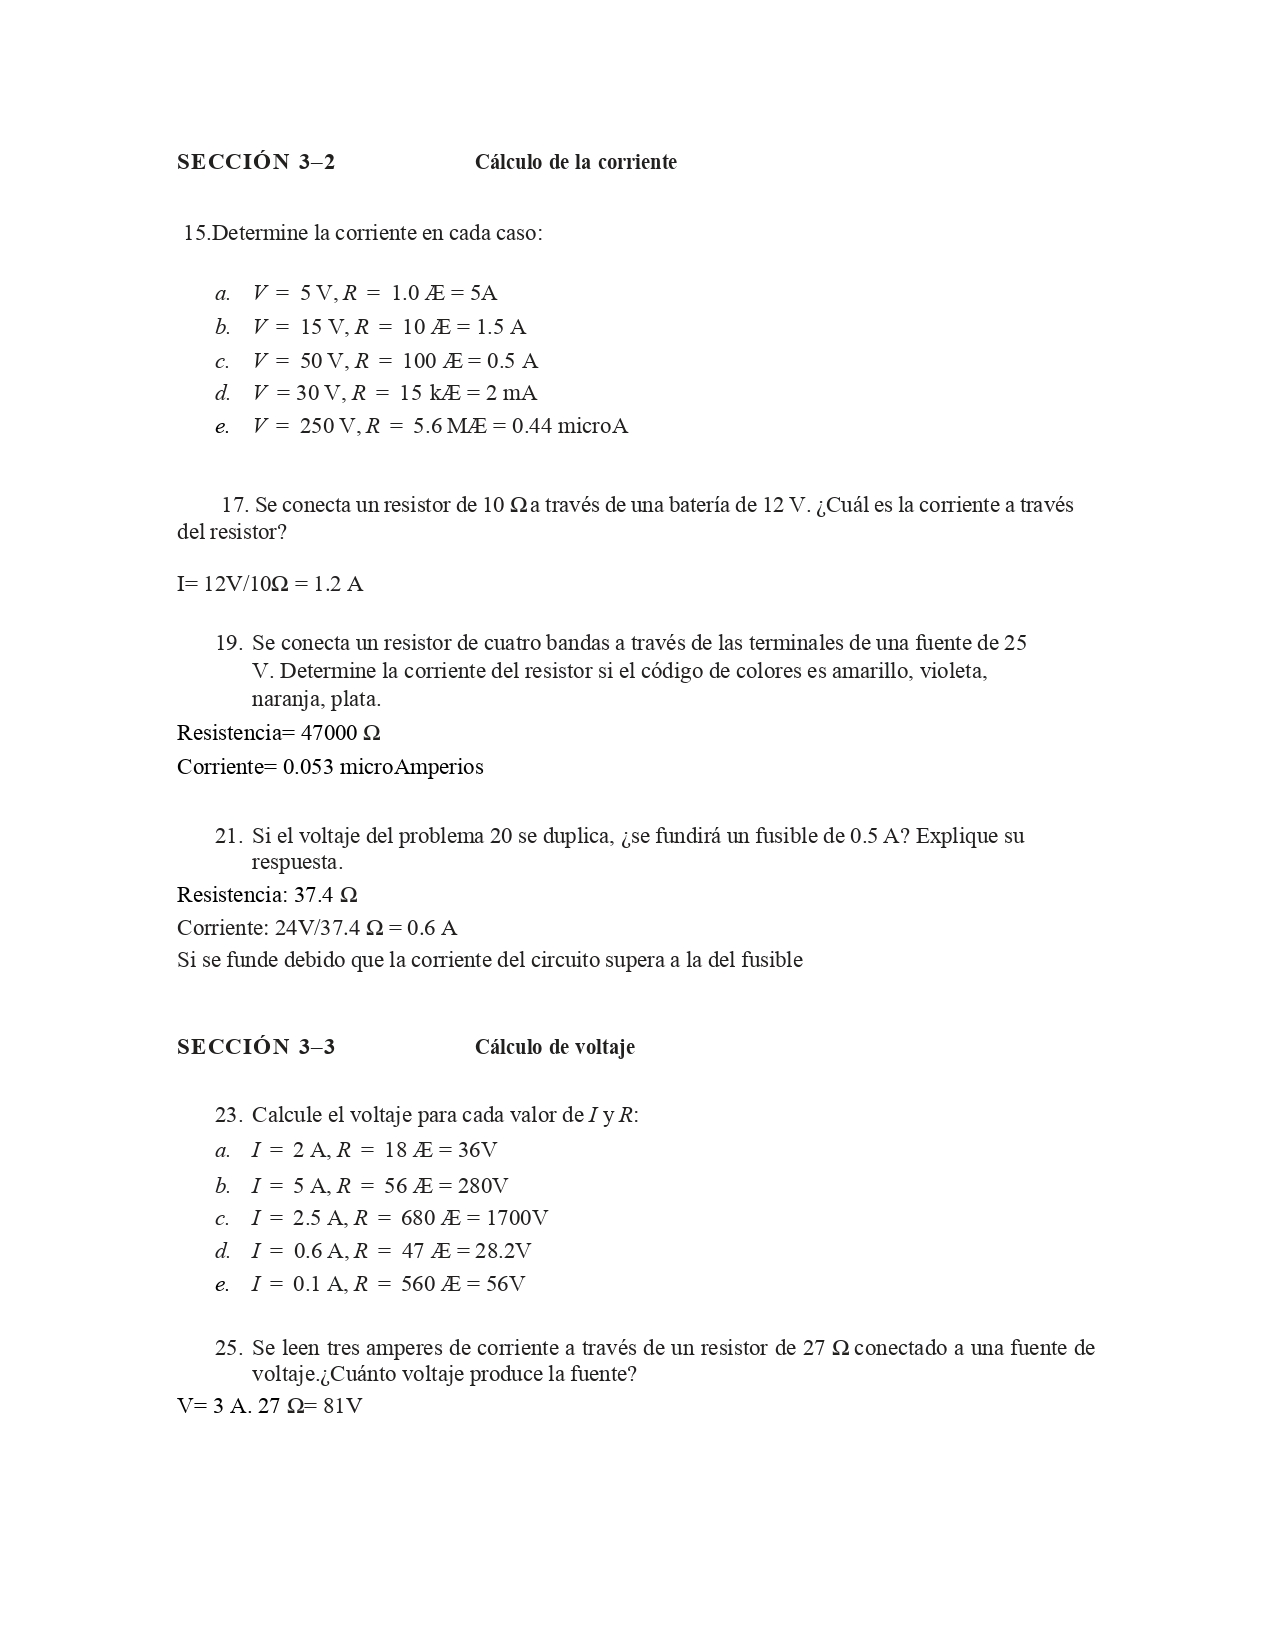 SECCIÓN 3–2 Cálculo de la corriente
15.Determine la corriente en cada caso:
a. V = 5 V, R = 1.0 Æ = 5A
b. V = 15 V, R = 10 Æ = 1.5 A
c. V = 50 V, R = 100 Æ = 0.5 A
d. V = 30 V, R = 15 kÆ = 2 mA
e. V = 250 V, R = 5.6 MÆ = 0.44 microA
17. Se conecta un resistor de 10 Ω a través de una batería de 12 V. ¿Cuál es la corriente a través
del resistor?
I= 12V/10Ω = 1.2 A
19. Se conecta un resistor de cuatro bandas a través de las terminales de una fuente de 25
V. Determine la corriente del resistor si el código de colores es amarillo, violeta,
naranja, plata.
Resistencia= 47000 Ω
Corriente= 0.053 microAmperios
21. Si el voltaje del problema 20 se duplica, ¿se fundirá un fusible de 0.5 A? Explique su
respuesta.
Resistencia: 37.4 Ω
Corriente: 24V/37.4 Ω = 0.6 A
Si se funde debido que la corriente del circuito supera a la del fusible
SECCIÓN 3–3 Cálculo de voltaje
23. Calcule el voltaje para cada valor de I y R:
a. I = 2 A, R = 18 Æ = 36V
b. I = 5 A, R = 56 Æ = 280V
c. I = 2.5 A, R = 680 Æ = 1700V
d. I = 0.6 A, R = 47 Æ = 28.2V
e. I = 0.1 A, R = 560 Æ = 56V
25. Se leen tres amperes de corriente a través de un resistor de 27 Ω conectado a una fuente de
voltaje.¿Cuánto voltaje produce la fuente?
V= 3 A. 27 Ω= 81V